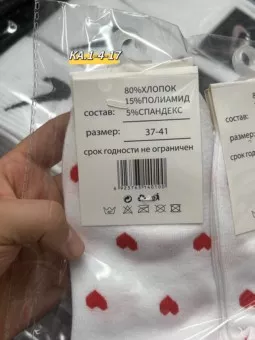 КА.1-4-17
80%ХЛОПОК
15%ПОЛИАМИД
состав: 5%СПАНДЕКС
размер: 37-41
срок годности не ограничен